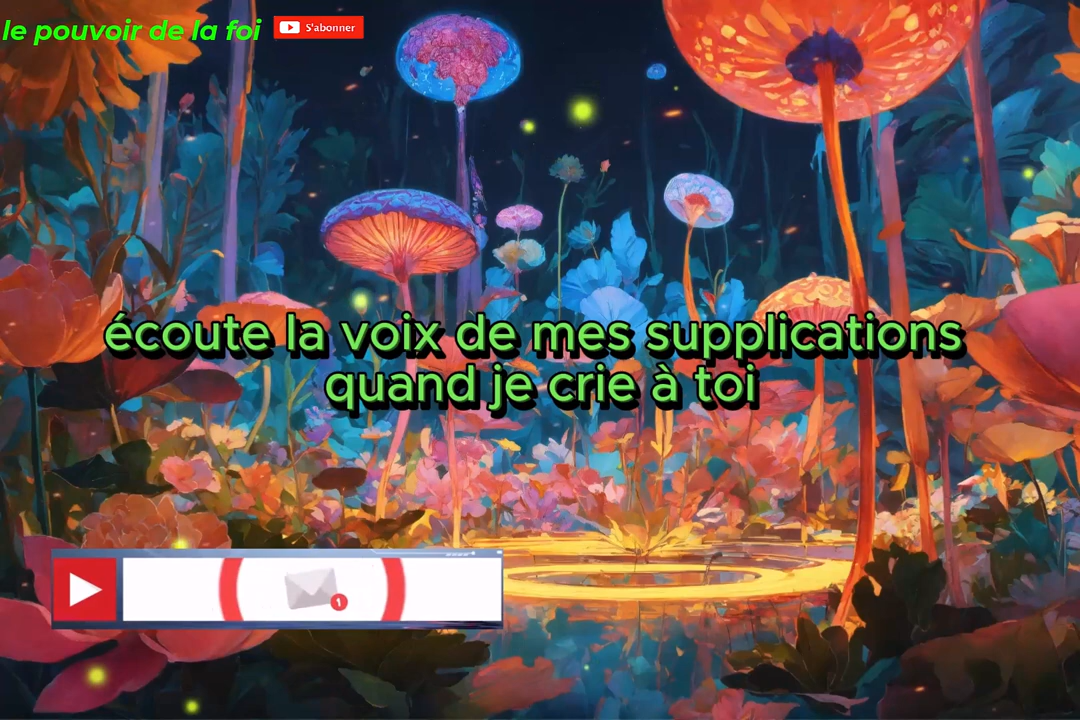 le pouvoir de la foi
S'abonner
écoute la voix de mes supplications
quand je crie à toi
1